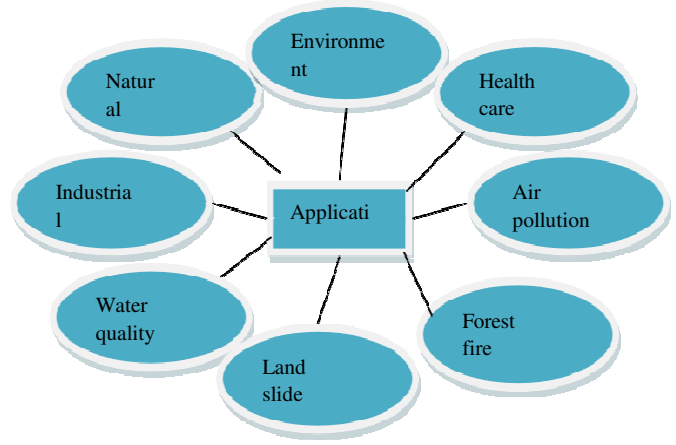 Environme
nt
Natur
al
Health
care
Industria
l
Applicati
Air
pollution
Water
quality
Forest
fire
Land
slide